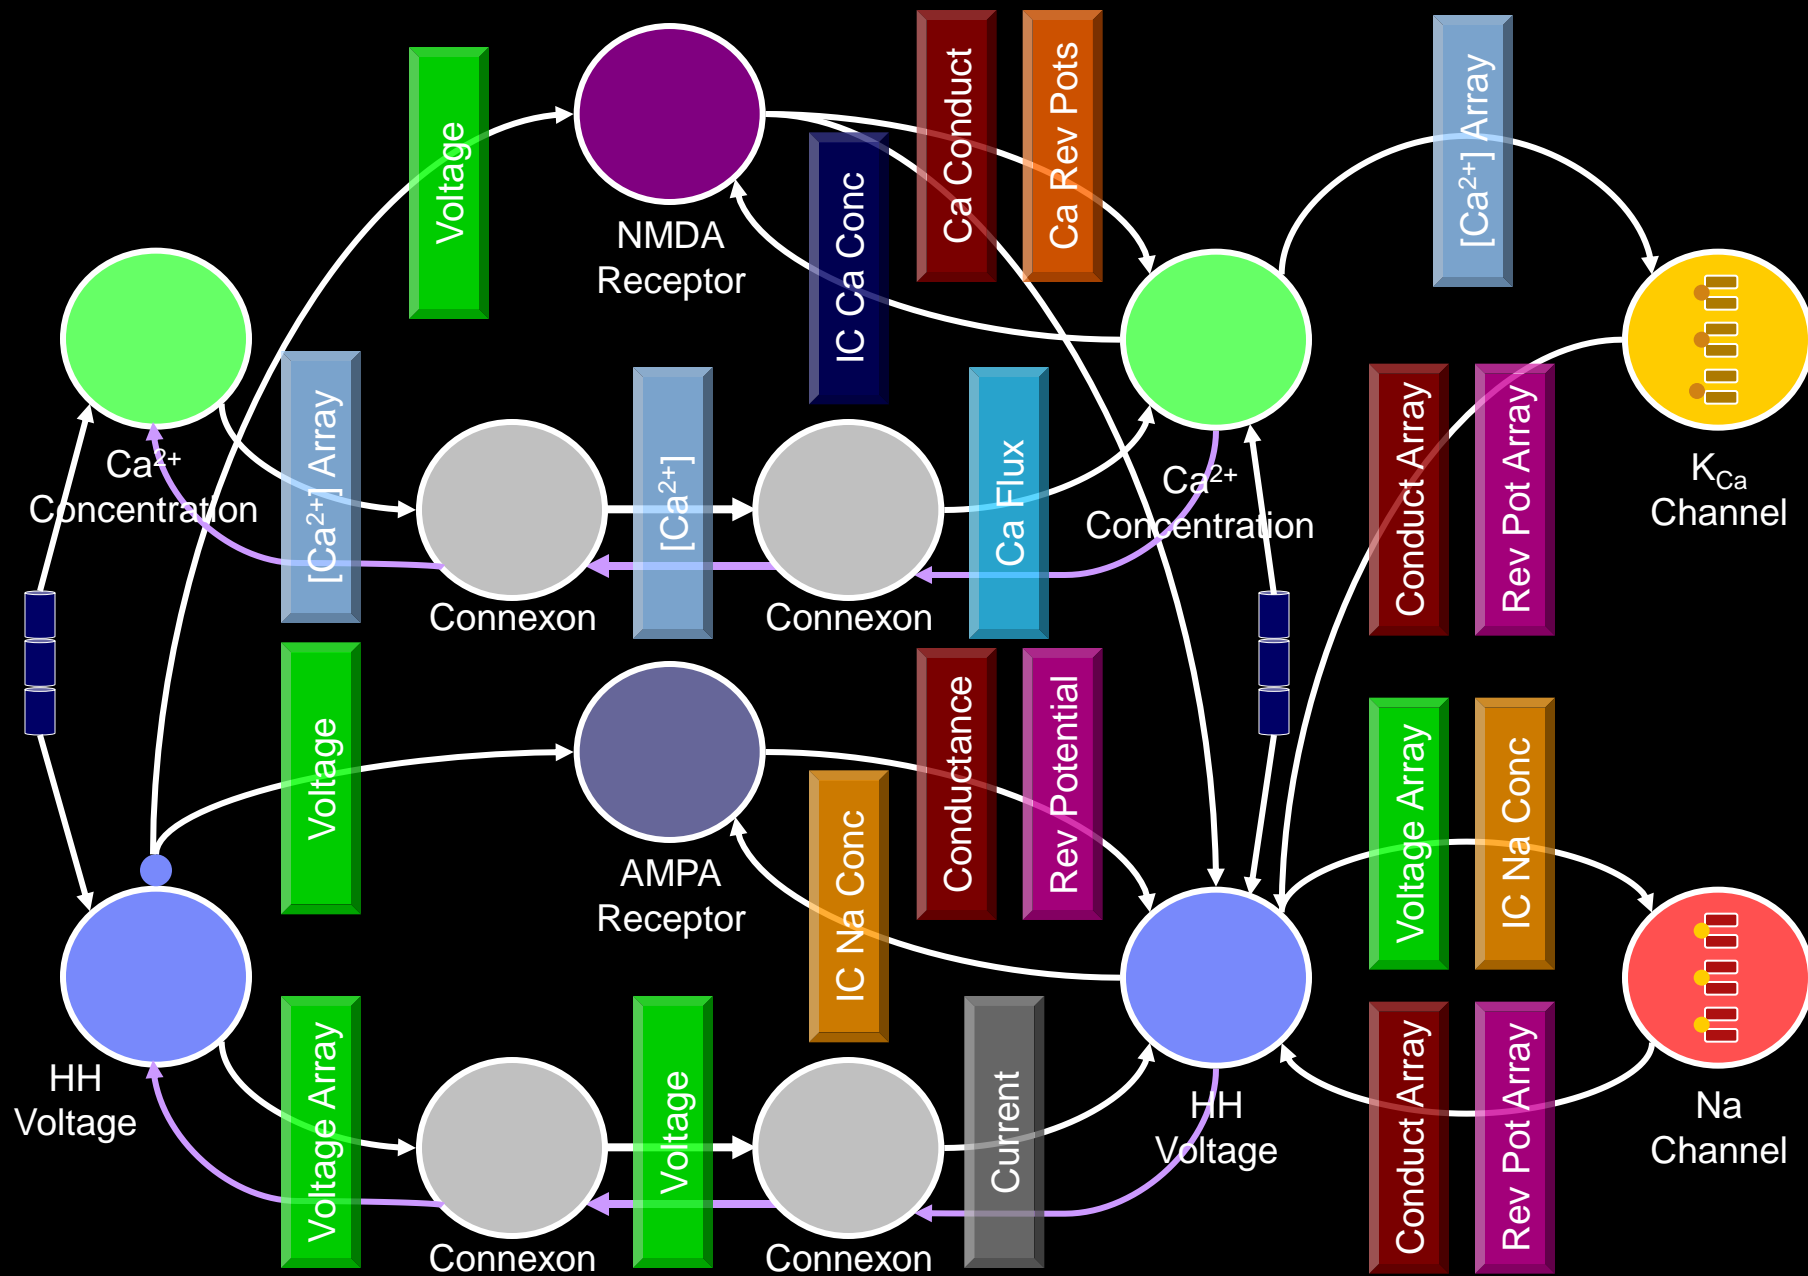 Voltage
NMDA
Receptor
IC Ca Conc
Ca Conduct
Ca Rev Pots
[Ca²⁺] Array
Ca²⁺
Concentration
[Ca²⁺] Array
Connexon
[Ca²⁺]
Connexon
Ca Flux
Ca²⁺
Concentration
Conduct Array
Rev Pot Array
K_Ca
Channel
Voltage
AMPA
Receptor
IC Na Conc
Conductance
Rev Potential
Voltage Array
IC Na Conc
HH
Voltage
Voltage Array
Connexon
Voltage
Connexon
Current
HH
Voltage
Conduct Array
Rev Pot Array
Na
Channel